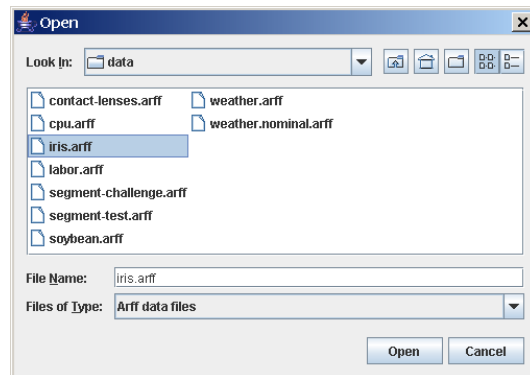 Open
Look In: data
contact-lenses.arff
cpu.arff
iris.arff
labor.arff
segment-challenge.arff
segment-test.arff
soybean.arff
weather.arff
weather.nominal.arff
File Name: iris.arff
Files of Type: Arff data files
Open Cancel